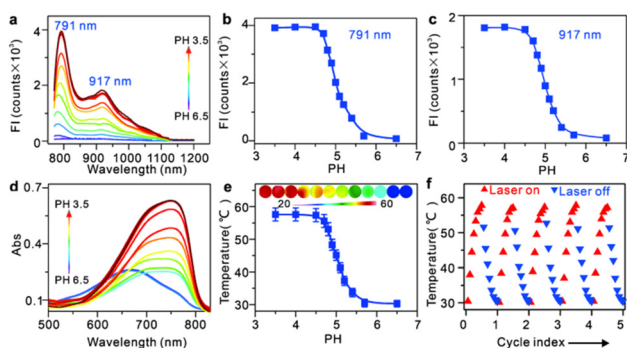 a
791 nm
917 nm
PH 3.5
PH 6.5
FI (counts×10³)
4
2
0
800 900 1000 1100 1200
Wavelength (nm)
b
791 nm
FI (counts×10³)
4
3
2
1
0
3 4 5 6 7
PH
c
917 nm
FI (counts×10³)
2
1
0
3 4 5 6 7
PH
d
PH 3.5
PH 6.5
Abs
0.7
0.4
0.1
500 600 700 800
Wavelength (nm)
e
20 60
Temperature(℃)
60
50
40
30
3 4 5 6 7
PH
f
Laser on Laser off
Temperature(℃)
60
50
40
30
0 1 2 3 4 5
Cycle index